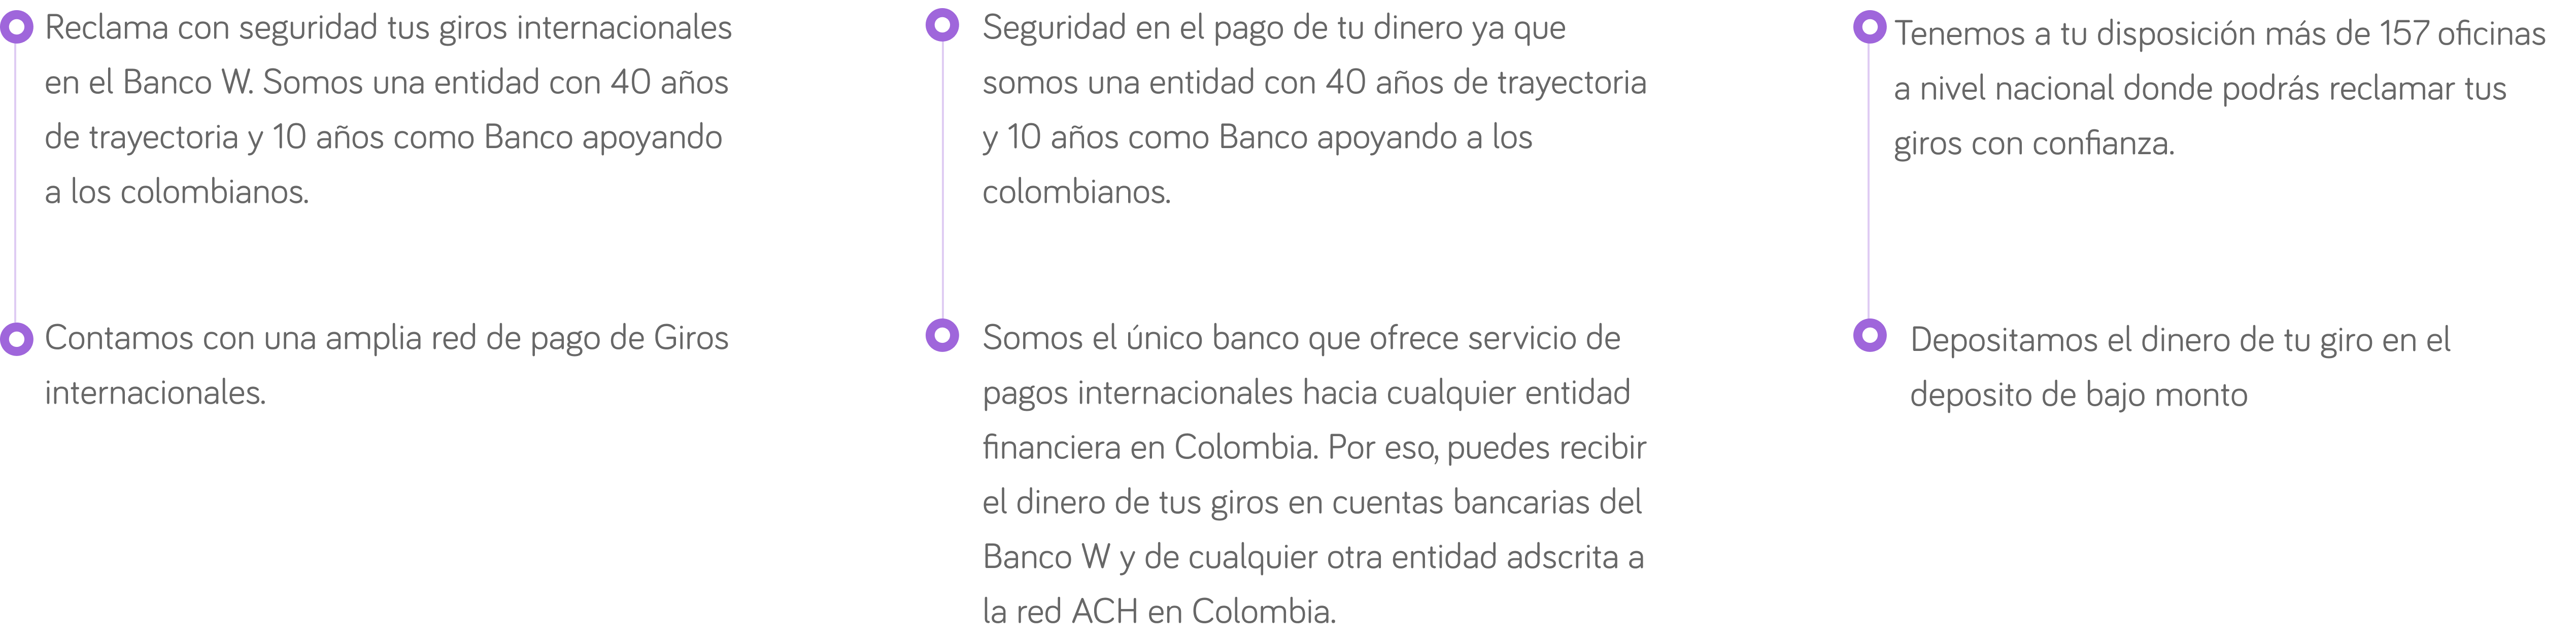 Reclama con seguridad tus giros internacionales
en el Banco W. Somos una entidad con 40 años
de trayectoria y 10 años como Banco apoyando
a los colombianos.
Contamos con una amplia red de pago de Giros
internacionales.
Seguridad en el pago de tu dinero ya que
somos una entidad con 40 años de trayectoria
y 10 años como Banco apoyando a los
colombianos.
Somos el único banco que ofrece servicio de
pagos internacionales hacia cualquier entidad
financiera en Colombia. Por eso, puedes recibir
el dinero de tus giros en cuentas bancarias del
Banco W y de cualquier otra entidad adscrita a
la red ACH en Colombia.
Tenemos a tu disposición más de 157 oficinas
a nivel nacional donde podrás reclamar tus
giros con confianza.
Depositamos el dinero de tu giro en el
deposito de bajo monto